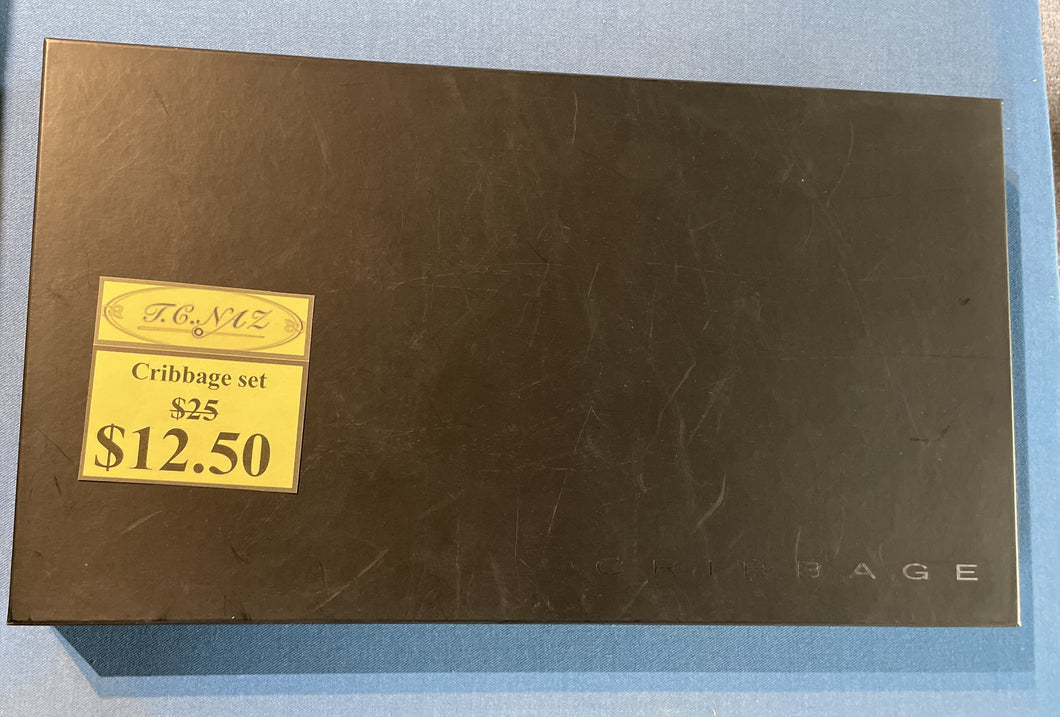 T.C. NAZ
Cribbage set
$25
$12.50
CRIBBAGE